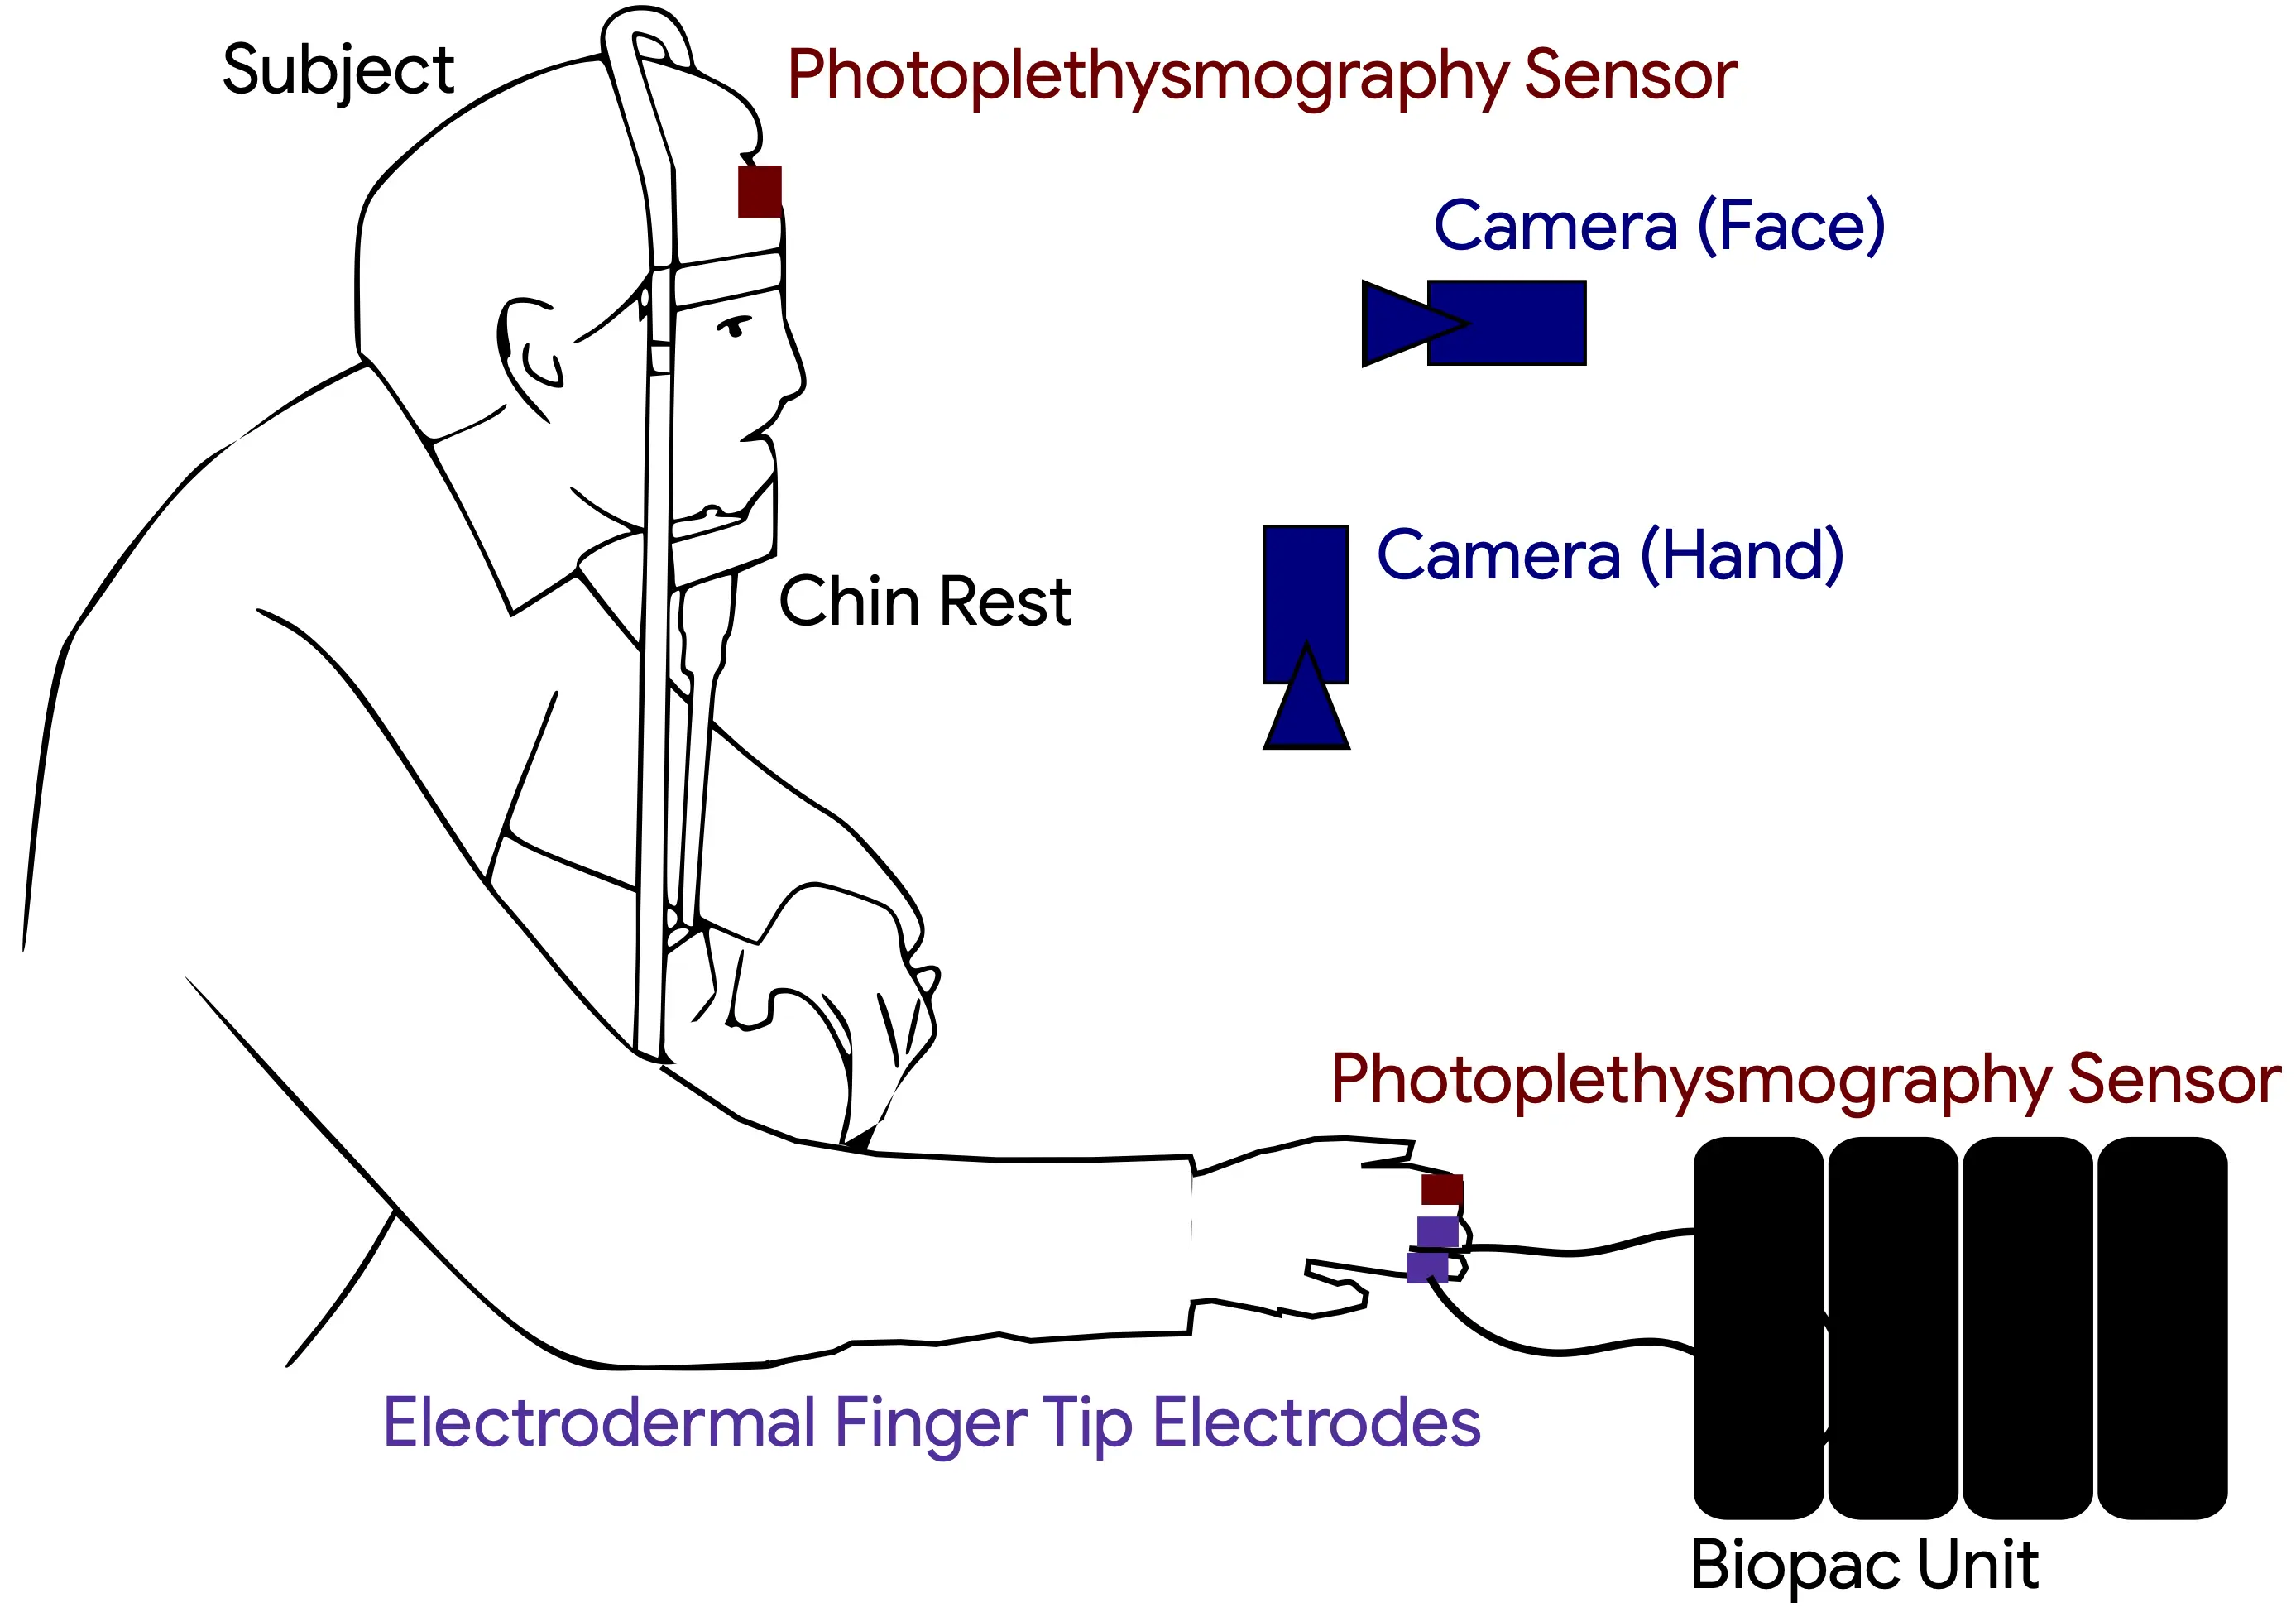 Subject
Photoplethysmography Sensor
Camera (Face)
Camera (Hand)
Chin Rest
Photoplethysmography Sensor
Electrodermal Finger Tip Electrodes
Biopac Unit